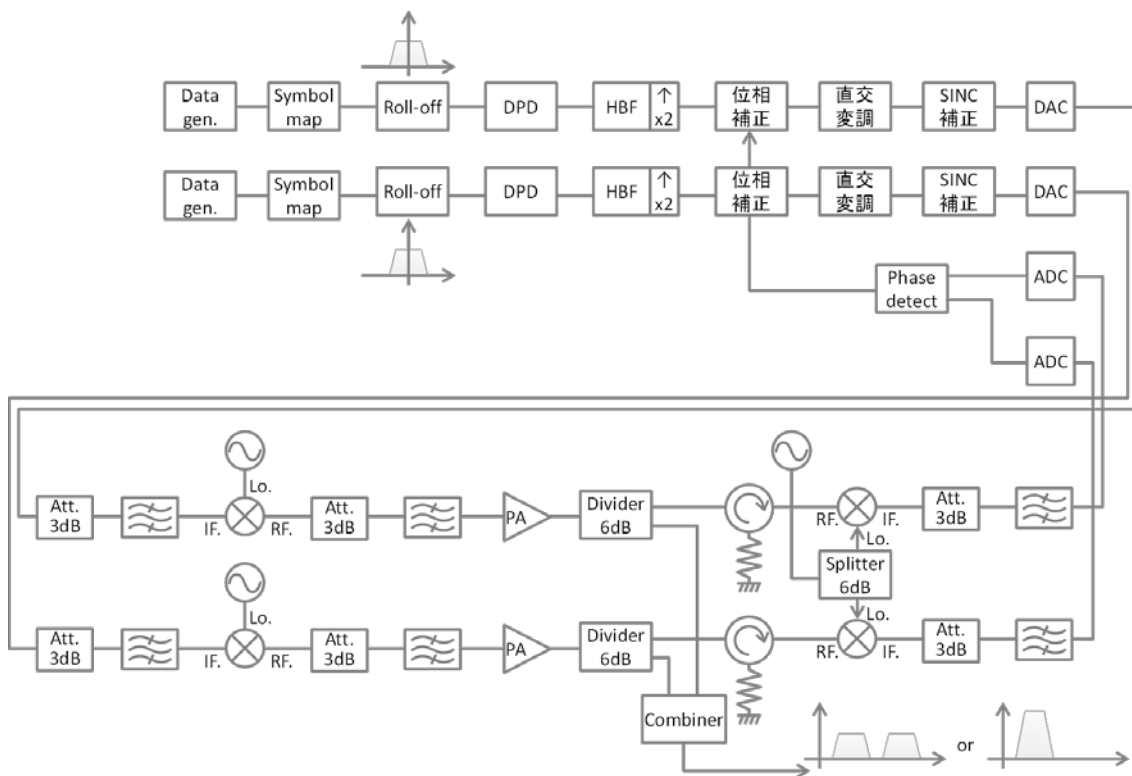 Data
gen.
Symbol
map
Roll-off
DPD
HBF
↑
x2
位相
補正
直交
変調
SINC
補正
DAC
Data
gen.
Symbol
map
Roll-off
DPD
HBF
↑
x2
位相
補正
直交
変調
SINC
補正
DAC
Phase
detect
ADC
ADC
Att.
3dB
IF.
Lo.
RF.
Att.
3dB
PA
Divider
6dB
RF.
Lo.
IF.
Att.
3dB
Splitter
6dB
Att.
3dB
IF.
Lo.
RF.
Att.
3dB
PA
Divider
6dB
RF.
Lo.
IF.
Att.
3dB
Combiner
or